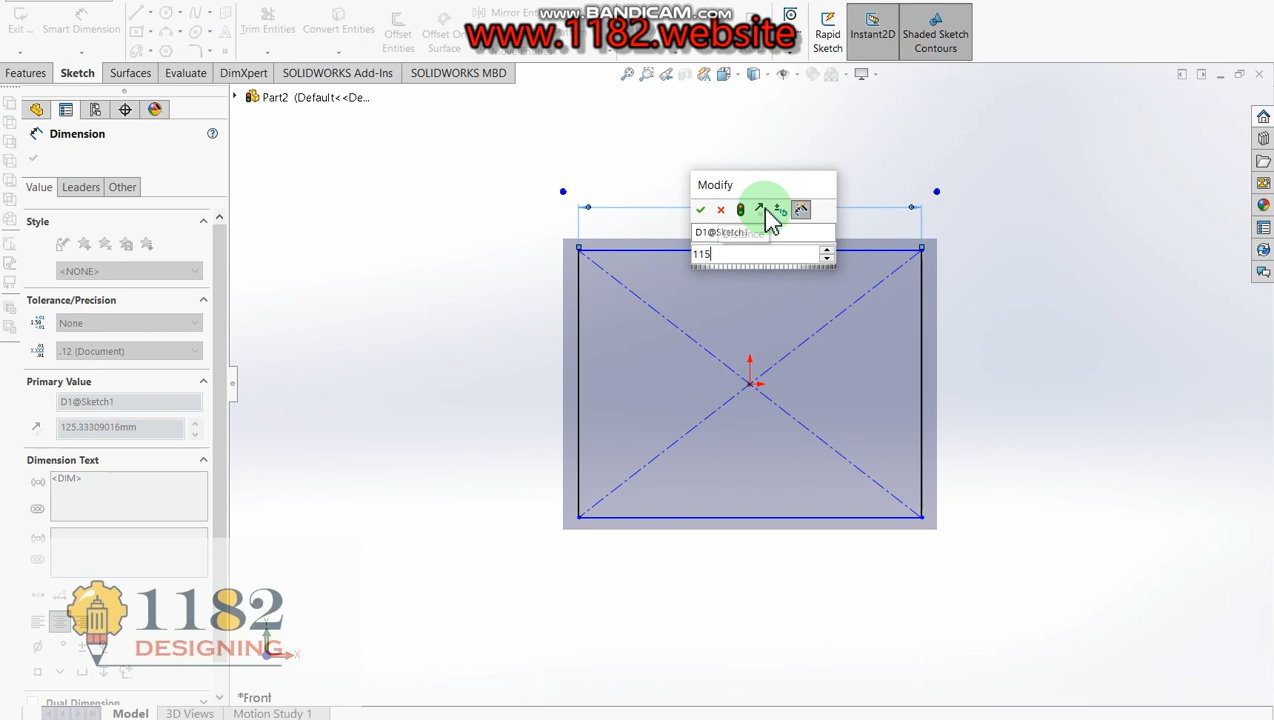 www.BANDICAM.com
www.1182.website
Exit ...
Smart Dimension
Trim Entities
Convert Entities
Offset Entities
Offset On Surface
Mirror Entities
Rapid Sketch
Instant2D
Shaded Sketch Contours
Features
Sketch
Surfaces
Evaluate
DimXpert
SOLIDWORKS Add-Ins
SOLIDWORKS MBD
Part2 (Default<<De...
Dimension
Value
Leaders
Other
Style
<NONE>
Tolerance/Precision
None
.12 (Document)
Primary Value
D1@Sketch1
125.33309016mm
Dimension Text
<DIM>
Modify
D1@Sketch1
115
1182
DESIGNING
Y
X
*Front
Dual Dimension
Model
3D Views
Motion Study 1